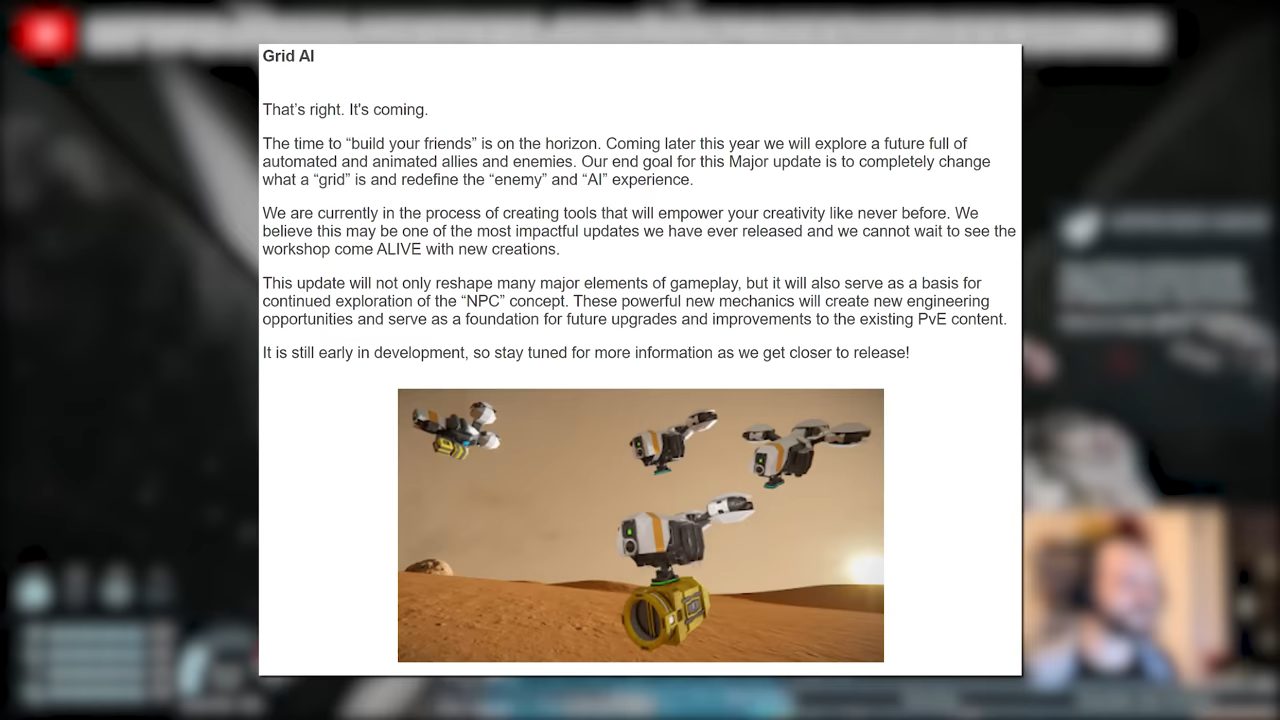 Grid AI
That’s right. It's coming.
The time to “build your friends” is on the horizon. Coming later this year we will explore a future full of
automated and animated allies and enemies. Our end goal for this Major update is to completely change
what a “grid” is and redefine the “enemy” and “AI” experience.
We are currently in the process of creating tools that will empower your creativity like never before. We
believe this may be one of the most impactful updates we have ever released and we cannot wait to see the
workshop come ALIVE with new creations.
This update will not only reshape many major elements of gameplay, but it will also serve as a basis for
continued exploration of the “NPC” concept. These powerful new mechanics will create new engineering
opportunities and serve as a foundation for future upgrades and improvements to the existing PvE content.
It is still early in development, so stay tuned for more information as we get closer to release!